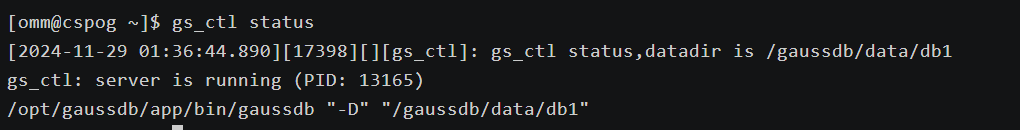 [omm@cspog ~]$ gs_ctl status
[2024-11-29 01:36:44.890][17398][][gs_ctl]: gs_ctl status,datadir is /gaussdb/data/db1
gs_ctl: server is running (PID: 13165)
/opt/gaussdb/app/bin/gaussdb "-D" "/gaussdb/data/db1"